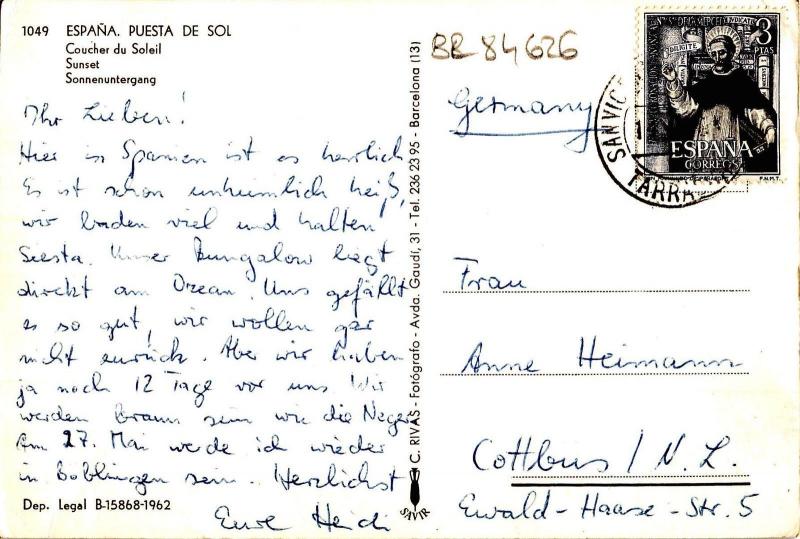 1049 ESPAÑA. PUESTA DE SOL
Coucher du Soleil
Sunset
Sonnenuntergang
Ihr Lieben!
Hier in Spanien ist es herrlich
Es ist schon unheimlich heiß,
wir baden viel und halten
Siesta. Unser Bungalow liegt
direkt am Ozean. Uns gefällt
es so gut, wir wollen gar
nicht zurück. Aber wir haben
ja noch 12 Tage vor uns. Wir
werden braun sein wie die Neger
Am 27. Mai werde ich wieder
in Böblingen sein. Herzlichst
Eure Heidi
Dep. Legal B-15868-1962
C. RIVAS - Fotógrafo - Avda. Gaudí, 31 - Tel. 236 23 95 - Barcelona (13)
SAVIR
BR 84626
Germany
3
PTAS
ESPAÑA
CORREOS
F.N.M.T.
SAN VIC
TARRA
Frau
Anne Heimann
Cottbus / N. L.
Ewald-Haase-Str. 5